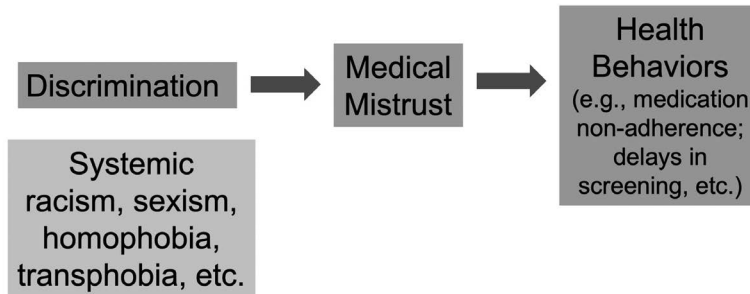 Discrimination
Systemic
racism, sexism,
homophobia,
transphobia, etc.
Medical
Mistrust
Health
Behaviors
(e.g., medication
non-adherence;
delays in
screening, etc.)